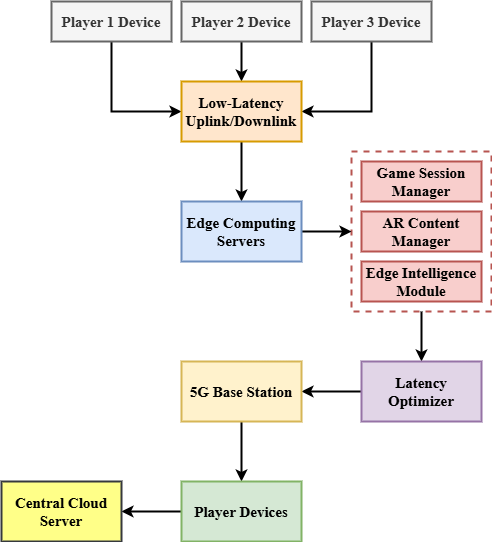 Player 1 Device
Player 2 Device
Player 3 Device
Low-Latency
Uplink/Downlink
Edge Computing
Servers
Game Session
Manager
AR Content
Manager
Edge Intelligence
Module
Latency
Optimizer
5G Base Station
Player Devices
Central Cloud
Server